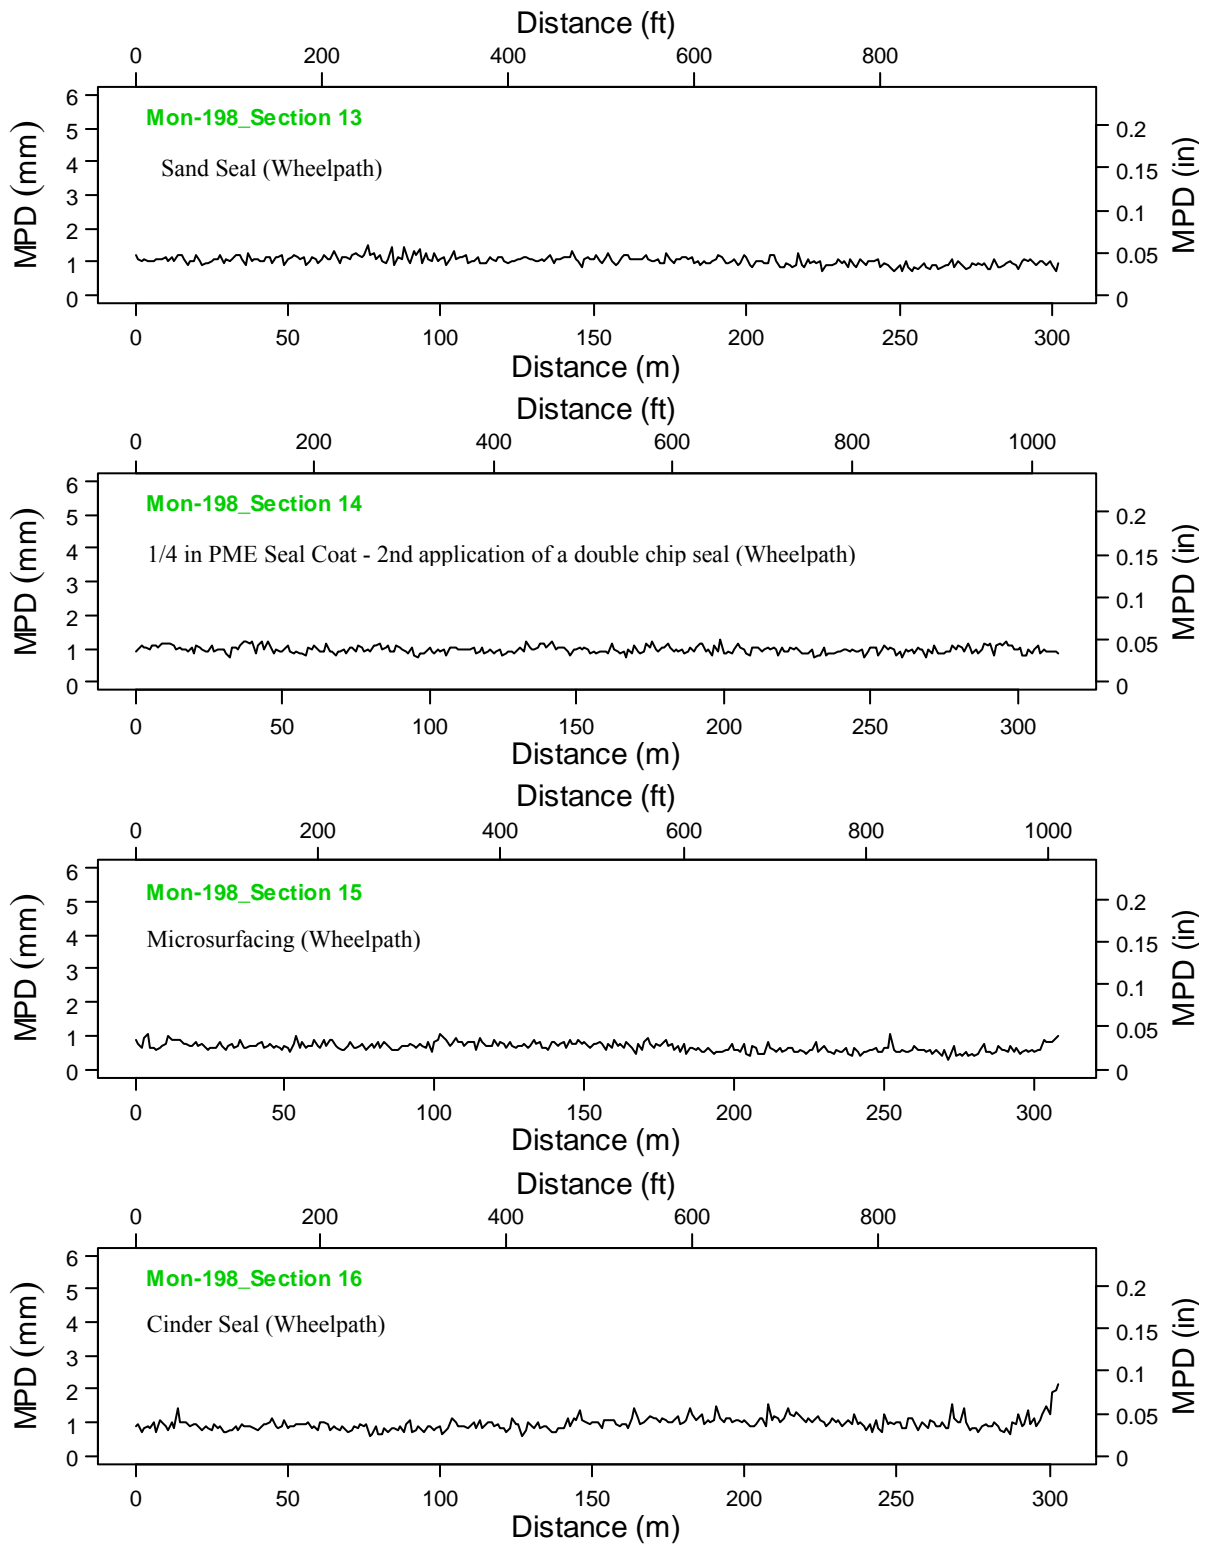 Distance (ft)
0 200 400 600 800
6 5 4 3 2 1 0
MPD (mm)
Mon-198_Section 13
Sand Seal (Wheelpath)
0.2 0.15 0.1 0.05 0
MPD (in)
0 50 100 150 200 250 300
Distance (m)
Distance (ft)
0 200 400 600 800 1000
6 5 4 3 2 1 0
MPD (mm)
Mon-198_Section 14
1/4 in PME Seal Coat - 2nd application of a double chip seal (Wheelpath)
0.2 0.15 0.1 0.05 0
MPD (in)
0 50 100 150 200 250 300
Distance (m)
Distance (ft)
0 200 400 600 800 1000
6 5 4 3 2 1 0
MPD (mm)
Mon-198_Section 15
Microsurfacing (Wheelpath)
0.2 0.15 0.1 0.05 0
MPD (in)
0 50 100 150 200 250 300
Distance (m)
Distance (ft)
0 200 400 600 800
6 5 4 3 2 1 0
MPD (mm)
Mon-198_Section 16
Cinder Seal (Wheelpath)
0.2 0.15 0.1 0.05 0
MPD (in)
0 50 100 150 200 250 300
Distance (m)